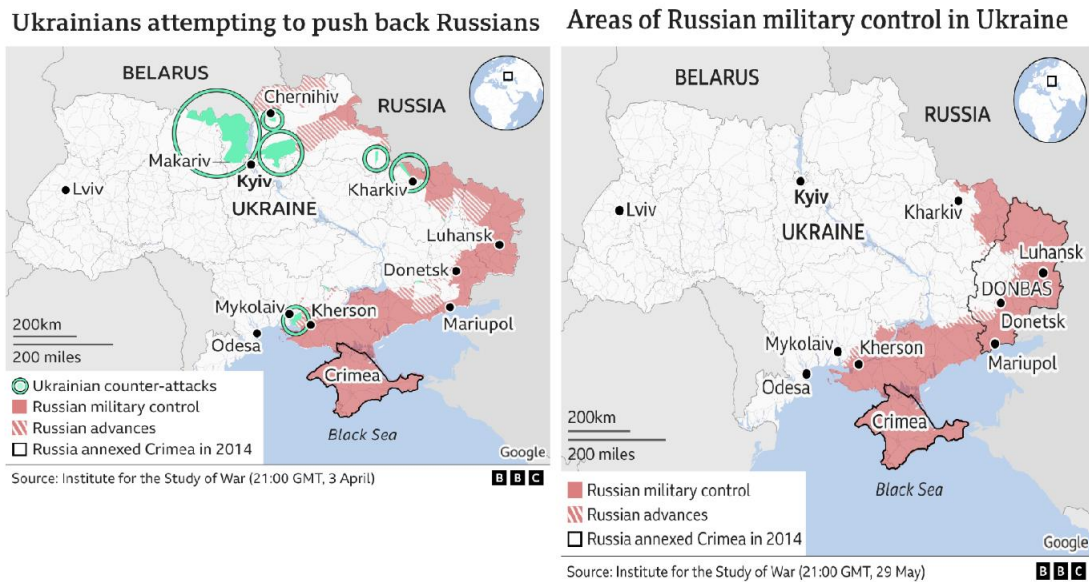 Ukrainians attempting to push back Russians
BELARUS
Chernihiv
RUSSIA
Makariv
Kyiv
Lviv
Kharkiv
UKRAINE
Luhansk
Donetsk
Mykolaiv
Kherson
Mariupol
Odesa
200km
200 miles
Crimea
Ukrainian counter-attacks
Russian military control
Russian advances
Russia annexed Crimea in 2014
Black Sea
Google
Source: Institute for the Study of War (21:00 GMT, 3 April)
BBC
Areas of Russian military control in Ukraine
BELARUS
RUSSIA
Kyiv
Lviv
Kharkiv
UKRAINE
Luhansk
DONBAS
Donetsk
Mykolaiv
Kherson
Mariupol
Odesa
200km
200 miles
Crimea
Black Sea
Russian military control
Russian advances
Russia annexed Crimea in 2014
Google
Source: Institute for the Study of War (21:00 GMT, 29 May)
BBC